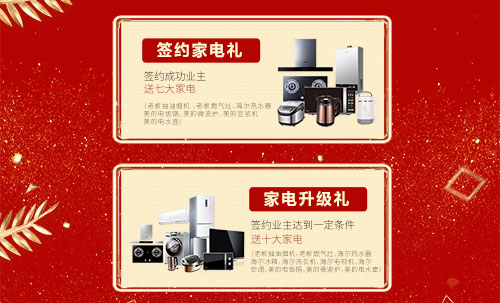 签约家电礼
签约成功业主
送七大家电
(老板抽油烟机、老板燃气灶、海尔热水器
美的电饭锅、美的微波炉、美的豆浆机
美的电水壶)
家电升级礼
签约业主达到一定条件
送十大家电
(老板抽油烟机、老板燃气灶、海尔热水器
海尔冰箱、海尔洗衣机、海尔电视机、海尔
空调、美的电饭锅、美的微波炉、美的电水壶)